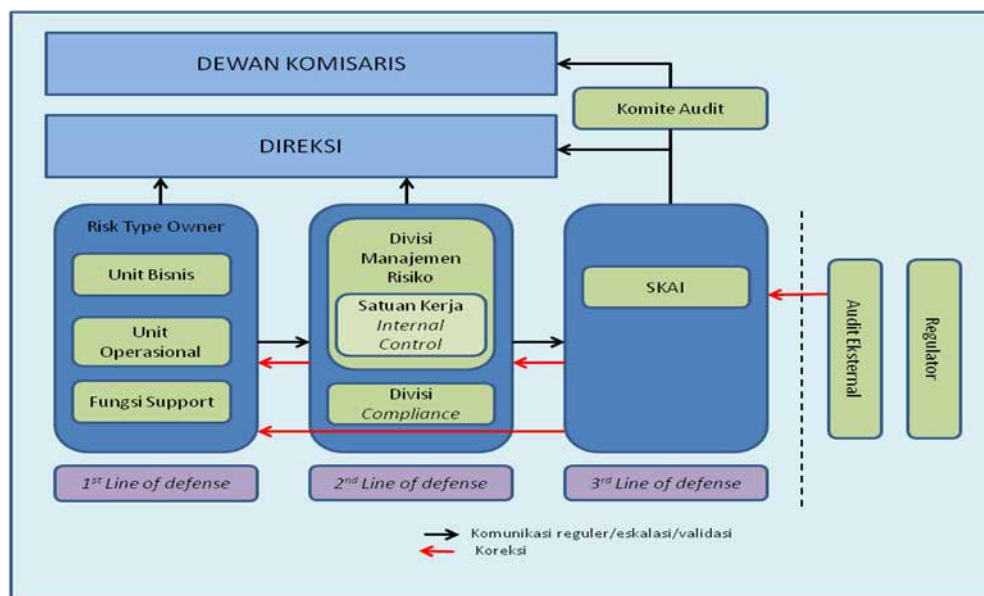 DEWAN KOMISARIS
Komite Audit
DIREKSI
Risk Type Owner
Unit Bisnis
Unit
Operasional
Fungsi Support
Divisi
Manajemen
Risiko
Satuan Kerja
Internal
Control
Divisi
Compliance
SKAI
Audit Eksternal
Regulator
1st Line of defense
2nd Line of defense
3rd Line of defense
Komunikasi reguler/eskalasi/validasi
Koreksi